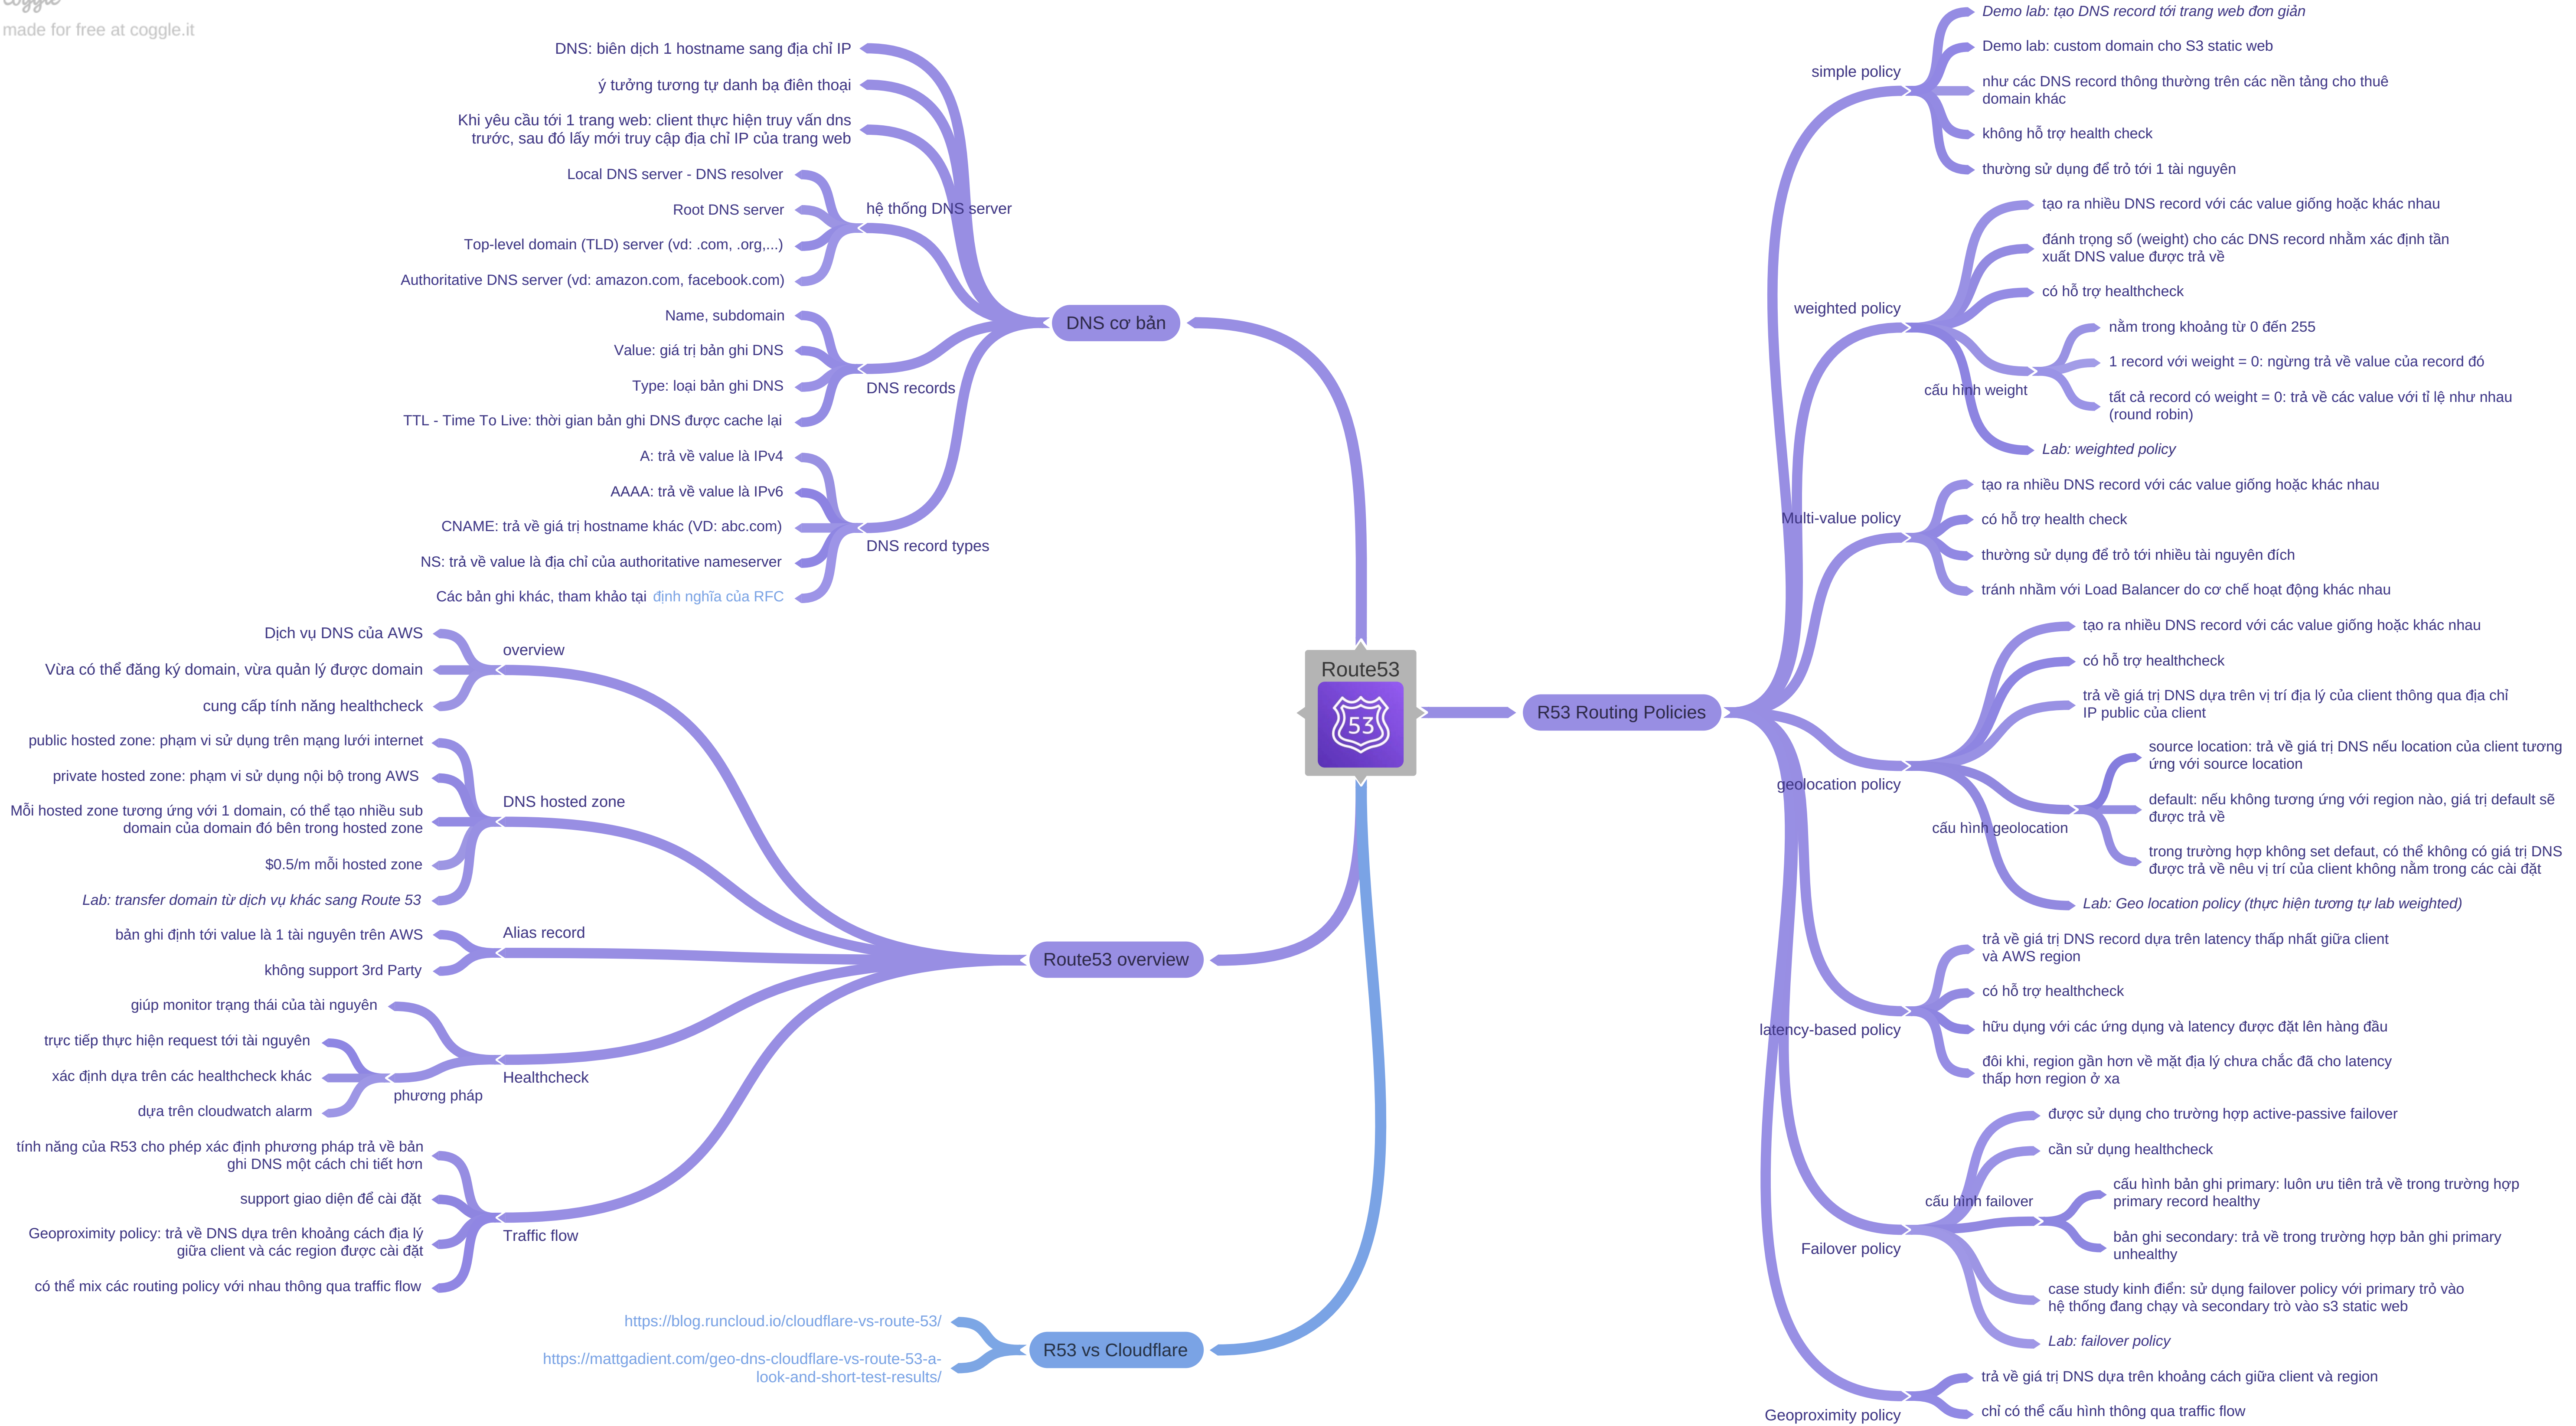 coggle
made for free at coggle.it
Route53
53
DNS cơ bản
DNS: biên dịch 1 hostname sang địa chỉ IP
ý tưởng tương tự danh bạ điên thoại
Khi yêu cầu tới 1 trang web: client thực hiện truy vấn dns
trước, sau đó lấy mới truy cập địa chỉ IP của trang web
hệ thống DNS server
Local DNS server - DNS resolver
Root DNS server
Top-level domain (TLD) server (vd: .com, .org,...)
Authoritative DNS server (vd: amazon.com, facebook.com)
DNS records
Name, subdomain
Value: giá trị bản ghi DNS
Type: loại bản ghi DNS
TTL - Time To Live: thời gian bản ghi DNS được cache lại
DNS record types
A: trả về value là IPv4
AAAA: trả về value là IPv6
CNAME: trả về giá trị hostname khác (VD: abc.com)
NS: trả về value là địa chỉ của authoritative nameserver
Các bản ghi khác, tham khảo tại định nghĩa của RFC
Route53 overview
overview
Dịch vụ DNS của AWS
Vừa có thể đăng ký domain, vừa quản lý được domain
cung cấp tính năng healthcheck
DNS hosted zone
public hosted zone: phạm vi sử dụng trên mạng lưới internet
private hosted zone: phạm vi sử dụng nội bộ trong AWS
Mỗi hosted zone tương ứng với 1 domain, có thể tạo nhiều sub
domain của domain đó bên trong hosted zone
$0.5/m mỗi hosted zone
Lab: transfer domain từ dịch vụ khác sang Route 53
Alias record
bản ghi định tới value là 1 tài nguyên trên AWS
không support 3rd Party
Healthcheck
giúp monitor trạng thái của tài nguyên
phương pháp
trực tiếp thực hiện request tới tài nguyên
xác định dựa trên các healthcheck khác
dựa trên cloudwatch alarm
Traffic flow
tính năng của R53 cho phép xác định phương pháp trả về bản
ghi DNS một cách chi tiết hơn
support giao diện để cài đặt
Geoproximity policy: trả về DNS dựa trên khoảng cách địa lý
giữa client và các region được cài đặt
có thể mix các routing policy với nhau thông qua traffic flow
R53 vs Cloudflare
https://blog.runcloud.io/cloudflare-vs-route-53/
https://mattgadient.com/geo-dns-cloudflare-vs-route-53-a-
look-and-short-test-results/
R53 Routing Policies
simple policy
Demo lab: tạo DNS record tới trang web đơn giản
Demo lab: custom domain cho S3 static web
như các DNS record thông thường trên các nền tảng cho thuê
domain khác
không hỗ trợ health check
thường sử dụng để trỏ tới 1 tài nguyên
weighted policy
tạo ra nhiều DNS record với các value giống hoặc khác nhau
đánh trọng số (weight) cho các DNS record nhằm xác định tần
xuất DNS value được trả về
có hỗ trợ healthcheck
cấu hình weight
nằm trong khoảng từ 0 đến 255
1 record với weight = 0: ngừng trả về value của record đó
tất cả record có weight = 0: trả về các value với tỉ lệ như nhau
(round robin)
Lab: weighted policy
Multi-value policy
tạo ra nhiều DNS record với các value giống hoặc khác nhau
có hỗ trợ health check
thường sử dụng để trỏ tới nhiều tài nguyên đích
tránh nhầm với Load Balancer do cơ chế hoạt động khác nhau
geolocation policy
tạo ra nhiều DNS record với các value giống hoặc khác nhau
có hỗ trợ healthcheck
trả về giá trị DNS dựa trên vị trí địa lý của client thông qua địa chỉ
IP public của client
cấu hình geolocation
source location: trả về giá trị DNS nếu location của client tương
ứng với source location
default: nếu không tương ứng với region nào, giá trị default sẽ
được trả về
trong trường hợp không set defaut, có thể không có giá trị DNS
được trả về nêu vị trí của client không nằm trong các cài đặt
Lab: Geo location policy (thực hiện tương tự lab weighted)
latency-based policy
trả về giá trị DNS record dựa trên latency thấp nhất giữa client
và AWS region
có hỗ trợ healthcheck
hữu dụng với các ứng dụng và latency được đặt lên hàng đầu
đôi khi, region gần hơn về mặt địa lý chưa chắc đã cho latency
thấp hơn region ở xa
Failover policy
được sử dụng cho trường hợp active-passive failover
cần sử dụng healthcheck
cấu hình failover
cấu hình bản ghi primary: luôn ưu tiên trả về trong trường hợp
primary record healthy
bản ghi secondary: trả về trong trường hợp bản ghi primary
unhealthy
case study kinh điển: sử dụng failover policy với primary trỏ vào
hệ thống đang chạy và secondary trò vào s3 static web
Lab: failover policy
Geoproximity policy
trả về giá trị DNS dựa trên khoảng cách giữa client và region
chỉ có thể cấu hình thông qua traffic flow